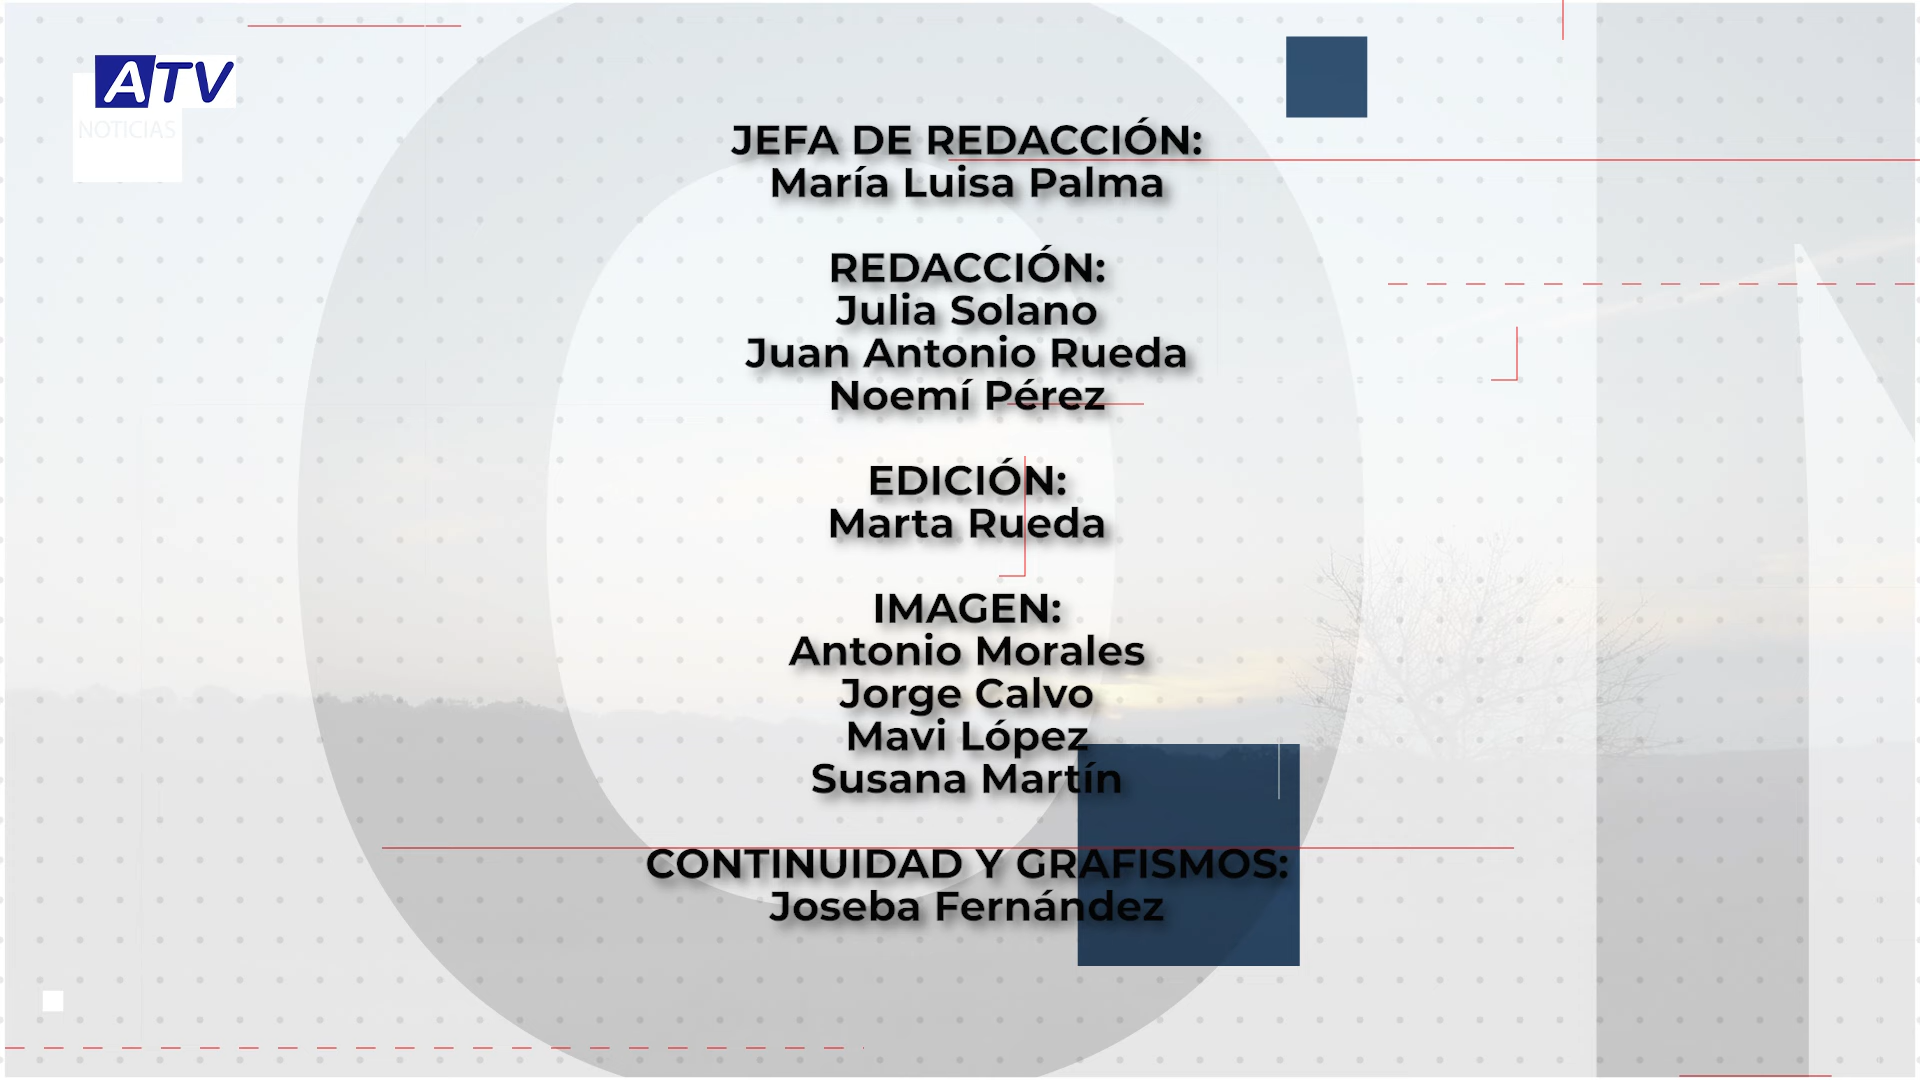 ATV
NOTICIAS
JEFA DE REDACCIÓN:
María Luisa Palma
REDACCIÓN:
Julia Solano
Juan Antonio Rueda
Noemí Pérez
EDICIÓN:
Marta Rueda
IMAGEN:
Antonio Morales
Jorge Calvo
Mavi López
Susana Martín
CONTINUIDAD Y GRAFISMOS:
Joseba Fernández